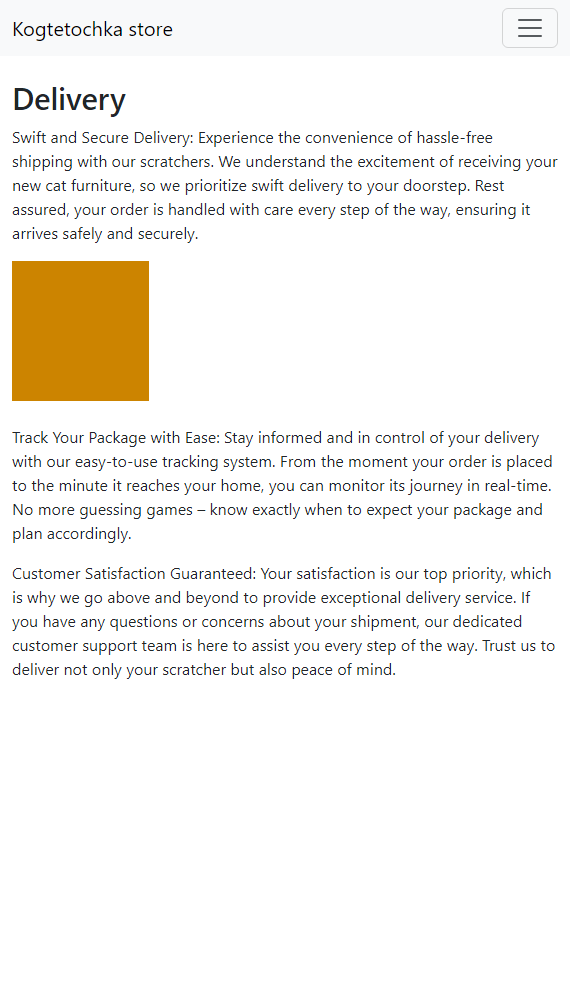 Kogtetochka store
Delivery
Swift and Secure Delivery: Experience the convenience of hassle-free
shipping with our scratchers. We understand the excitement of receiving your
new cat furniture, so we prioritize swift delivery to your doorstep. Rest
assured, your order is handled with care every step of the way, ensuring it
arrives safely and securely.
Track Your Package with Ease: Stay informed and in control of your delivery
with our easy-to-use tracking system. From the moment your order is placed
to the minute it reaches your home, you can monitor its journey in real-time.
No more guessing games – know exactly when to expect your package and
plan accordingly.
Customer Satisfaction Guaranteed: Your satisfaction is our top priority, which
is why we go above and beyond to provide exceptional delivery service. If
you have any questions or concerns about your shipment, our dedicated
customer support team is here to assist you every step of the way. Trust us to
deliver not only your scratcher but also peace of mind.